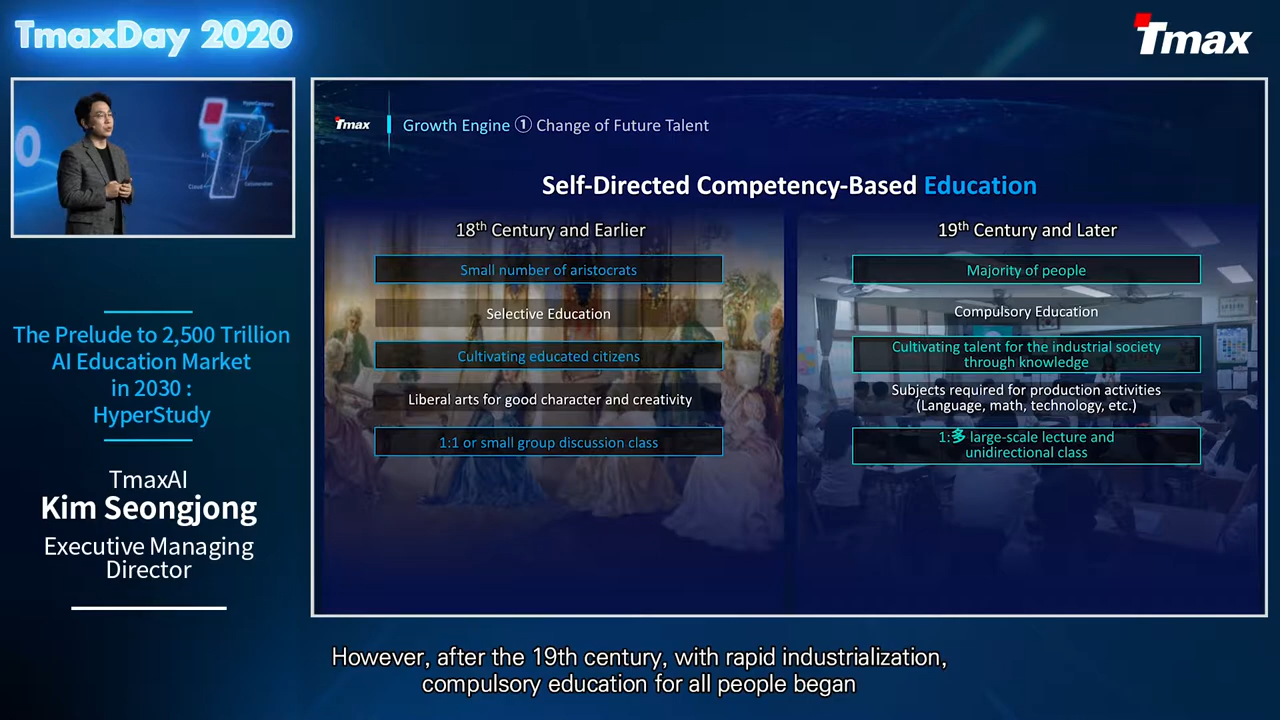 TmaxDay 2020
Tmax
The Prelude to 2,500 Trillion
AI Education Market
in 2030 :
HyperStudy
TmaxAI
Kim Seongjong
Executive Managing
Director
Tmax
Growth Engine ① Change of Future Talent
Self-Directed Competency-Based Education
18th Century and Earlier
Small number of aristocrats
Selective Education
Cultivating educated citizens
Liberal arts for good character and creativity
1:1 or small group discussion class
19th Century and Later
Majority of people
Compulsory Education
Cultivating talent for the industrial society
through knowledge
Subjects required for production activities
(Language, math, technology, etc.)
1:多 large-scale lecture and
unidirectional class
However, after the 19th century, with rapid industrialization,
compulsory education for all people began